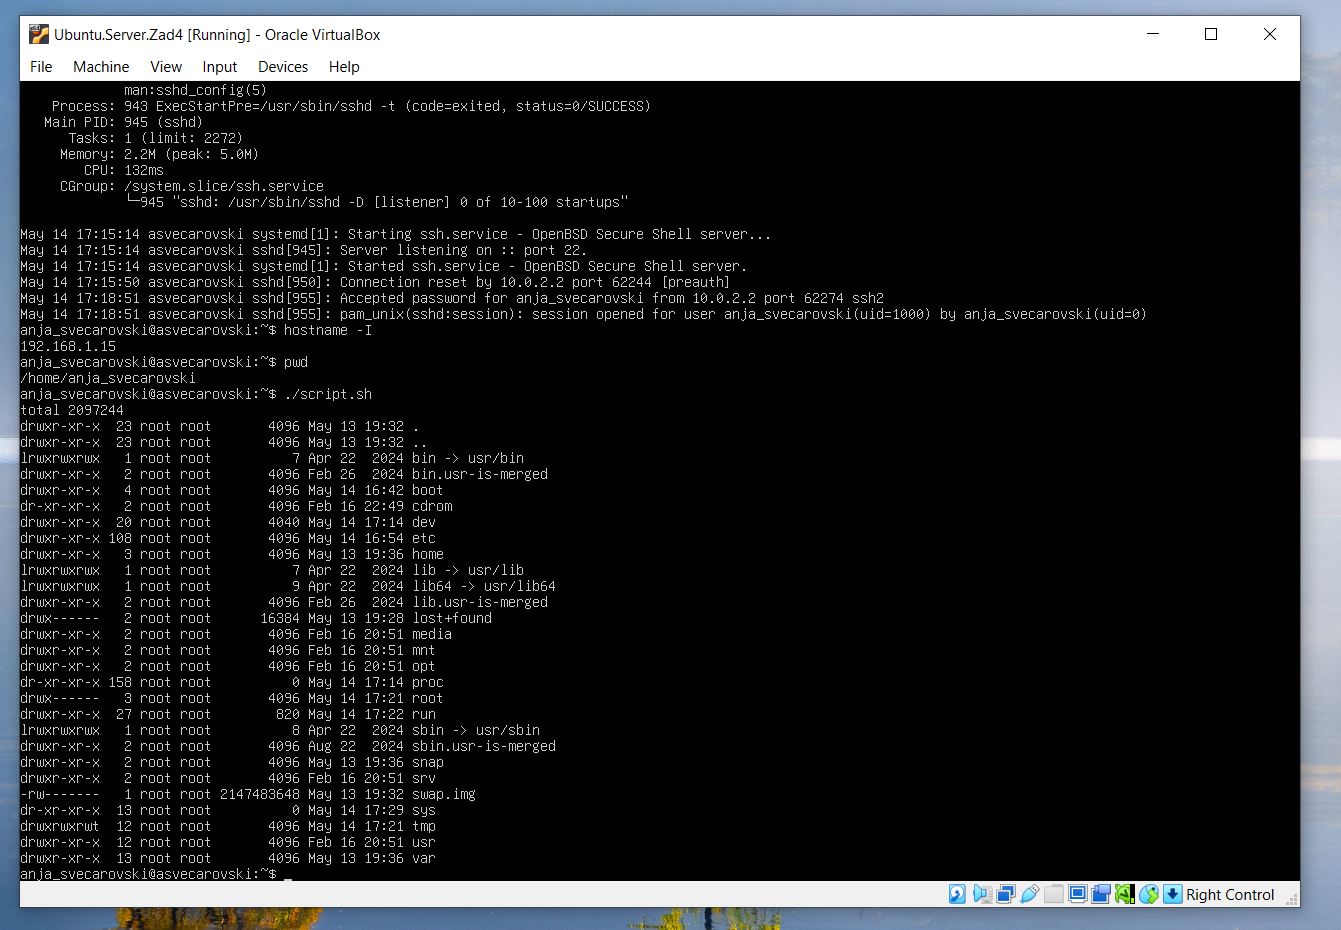 Ubuntu.Server.Zad4 [Running] - Oracle VirtualBox
File Machine View Input Devices Help
man:sshd_config(5)
Process: 943 ExecStartPre=/usr/sbin/sshd -t (code=exited, status=0/SUCCESS)
Main PID: 945 (sshd)
Tasks: 1 (limit: 2272)
Memory: 2.2M (peak: 5.0M)
CPU: 132ms
CGroup: /system.slice/ssh.service
└─945 "sshd: /usr/sbin/sshd -D [listener] 0 of 10-100 startups"
May 14 17:15:14 asvecarovski systemd[1]: Starting ssh.service - OpenBSD Secure Shell server...
May 14 17:15:14 asvecarovski sshd[945]: Server listening on :: port 22.
May 14 17:15:14 asvecarovski systemd[1]: Started ssh.service - OpenBSD Secure Shell server.
May 14 17:15:50 asvecarovski sshd[950]: Connection reset by 10.0.2.2 port 62244 [preauth]
May 14 17:18:51 asvecarovski sshd[955]: Accepted password for anja_svecarovski from 10.0.2.2 port 62274 ssh2
May 14 17:18:51 asvecarovski sshd[955]: pam_unix(sshd:session): session opened for user anja_svecarovski(uid=1000) by anja_svecarovski(uid=0)
anja_svecarovski@asvecarovski:~$ hostname -I
192.168.1.15
anja_svecarovski@asvecarovski:~$ pwd
/home/anja_svecarovski
anja_svecarovski@asvecarovski:~$ ./script.sh
total 2097244
drwxr-xr-x  23 root root       4096 May 13 19:32 .
drwxr-xr-x  23 root root       4096 May 13 19:32 ..
lrwxrwxrwx   1 root root          7 Apr 22  2024 bin -> usr/bin
drwxr-xr-x   2 root root       4096 Feb 26  2024 bin.usr-is-merged
drwxr-xr-x   4 root root       4096 May 14 16:42 boot
dr-xr-xr-x   2 root root       4096 Feb 16 22:49 cdrom
drwxr-xr-x  20 root root       4040 May 14 17:14 dev
drwxr-xr-x 108 root root       4096 May 14 16:54 etc
drwxr-xr-x   3 root root       4096 May 13 19:36 home
lrwxrwxrwx   1 root root          7 Apr 22  2024 lib -> usr/lib
lrwxrwxrwx   1 root root          9 Apr 22  2024 lib64 -> usr/lib64
drwxr-xr-x   2 root root       4096 Feb 26  2024 lib.usr-is-merged
drwx------   2 root root      16384 May 13 19:28 lost+found
drwxr-xr-x   2 root root       4096 Feb 16 20:51 media
drwxr-xr-x   2 root root       4096 Feb 16 20:51 mnt
drwxr-xr-x   2 root root       4096 Feb 16 20:51 opt
dr-xr-xr-x 158 root root          0 May 14 17:14 proc
drwx------   3 root root       4096 May 14 17:21 root
drwxr-xr-x  27 root root        820 May 14 17:22 run
lrwxrwxrwx   1 root root          8 Apr 22  2024 sbin -> usr/sbin
drwxr-xr-x   2 root root       4096 Aug 22  2024 sbin.usr-is-merged
drwxr-xr-x   2 root root       4096 May 13 19:36 snap
drwxr-xr-x   2 root root       4096 Feb 16 20:51 srv
-rw-------   1 root root 2147483648 May 13 19:32 swap.img
dr-xr-xr-x  13 root root          0 May 14 17:29 sys
drwxrwxrwt  12 root root       4096 May 14 17:21 tmp
drwxr-xr-x  12 root root       4096 Feb 16 20:51 usr
drwxr-xr-x  13 root root       4096 May 13 19:36 var
anja_svecarovski@asvecarovski:~$ _
Right Control